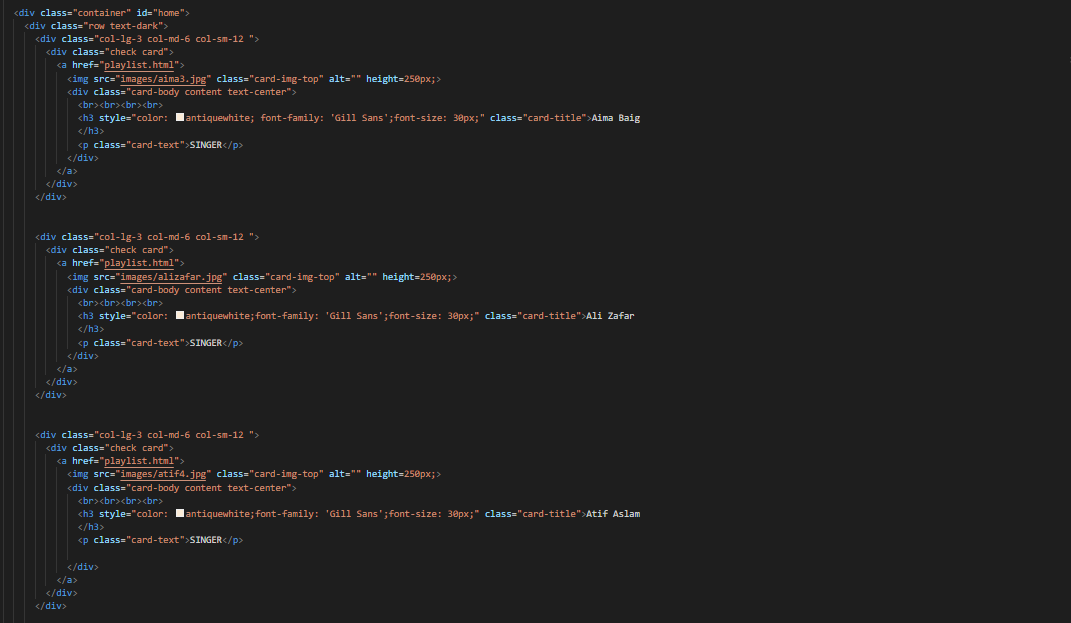 <div class="container" id="home">
<div class="row text-dark">
<div class="col-lg-3 col-md-6 col-sm-12 ">
<div class="check card">
<a href="playlist.html">
<img src="images/aima3.jpg" class="card-img-top" alt="" height=250px;>
<div class="card-body content text-center">
<br><br><br><br>
<h3 style="color: antiquewhite; font-family: 'Gill Sans';font-size: 30px;" class="card-title">Aima Baig
</h3>
<p class="card-text">SINGER</p>
</div>
</a>
</div>
</div>
<div class="col-lg-3 col-md-6 col-sm-12 ">
<div class="check card">
<a href="playlist.html">
<img src="images/alizafar.jpg" class="card-img-top" alt="" height=250px;>
<div class="card-body content text-center">
<br><br><br><br>
<h3 style="color: antiquewhite;font-family: 'Gill Sans';font-size: 30px;" class="card-title">Ali Zafar
</h3>
<p class="card-text">SINGER</p>
</div>
</a>
</div>
</div>
<div class="col-lg-3 col-md-6 col-sm-12 ">
<div class="check card">
<a href="playlist.html">
<img src="images/atif4.jpg" class="card-img-top" alt="" height=250px;>
<div class="card-body content text-center">
<br><br><br><br>
<h3 style="color: antiquewhite;font-family: 'Gill Sans';font-size: 30px;" class="card-title">Atif Aslam
</h3>
<p class="card-text">SINGER</p>
</div>
</a>
</div>
</div>